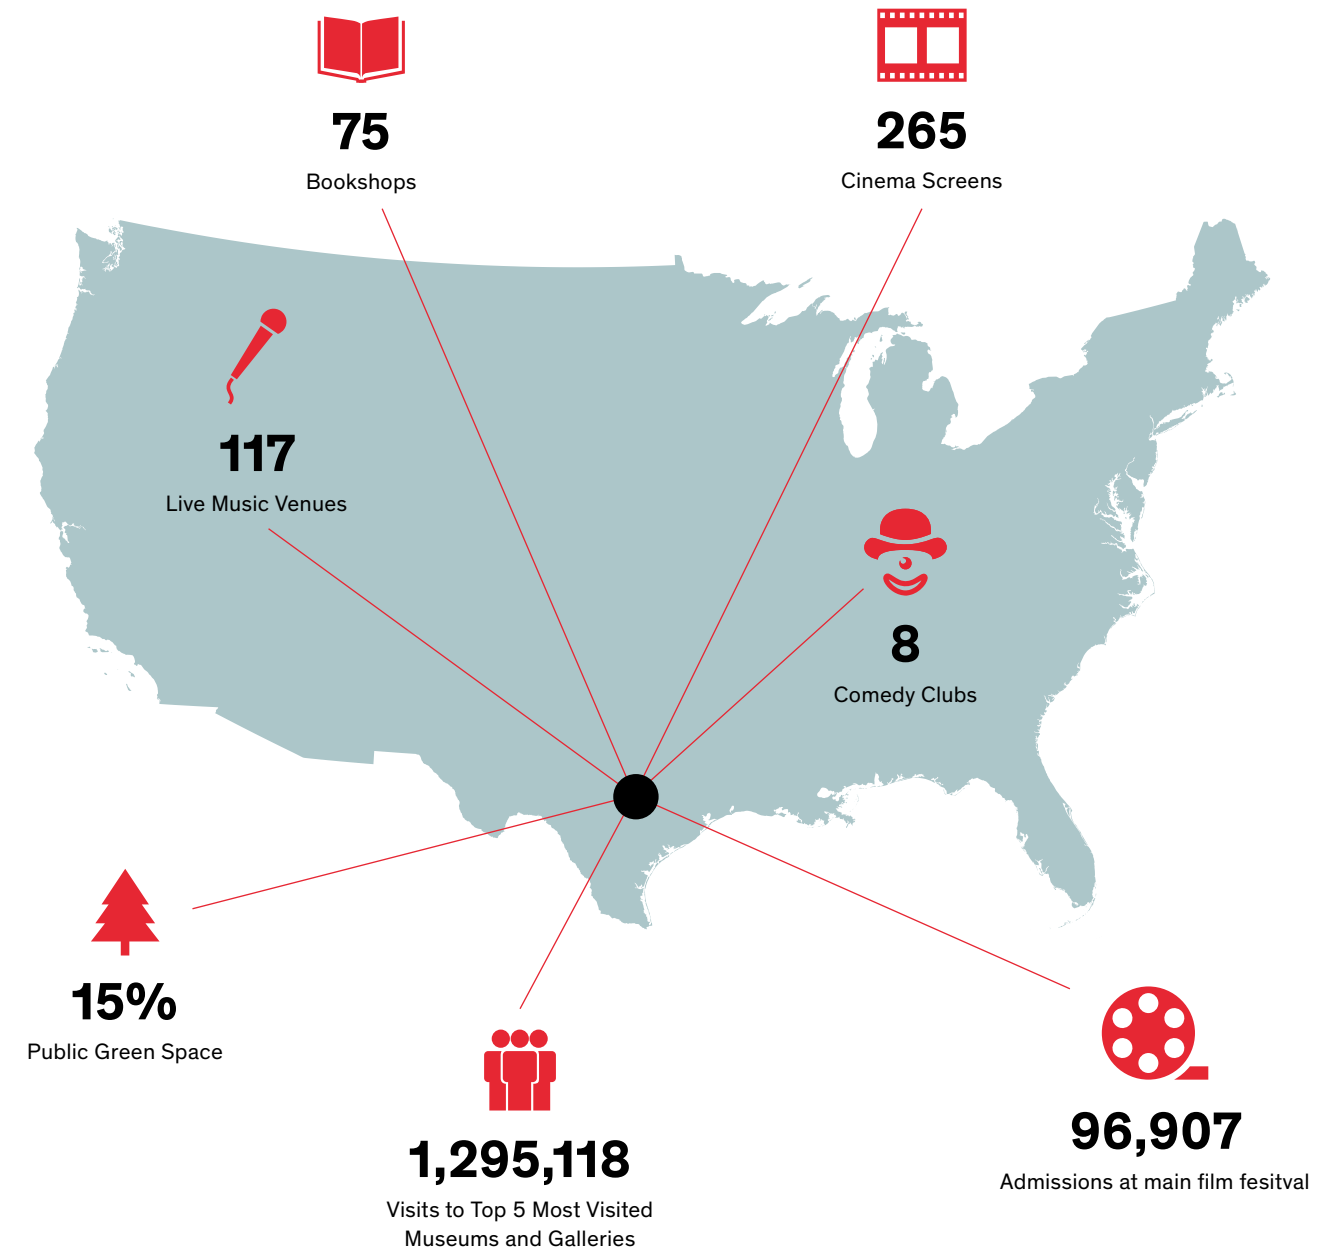 75
Bookshops
265
Cinema Screens
117
Live Music Venues
8
Comedy Clubs
15%
Public Green Space
1,295,118
Visits to Top 5 Most Visited
Museums and Galleries
96,907
Admissions at main film fesitval